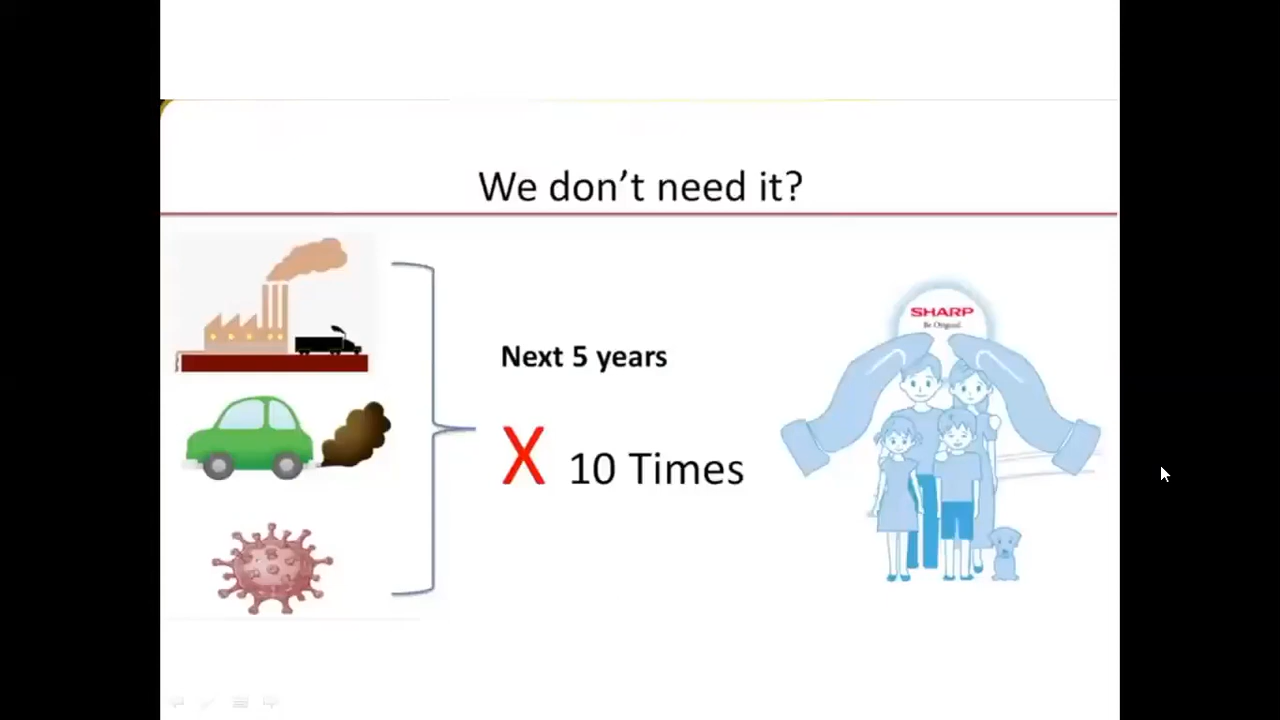 We don't need it?
SHARP
Be Original.
Next 5 years
X 10 Times